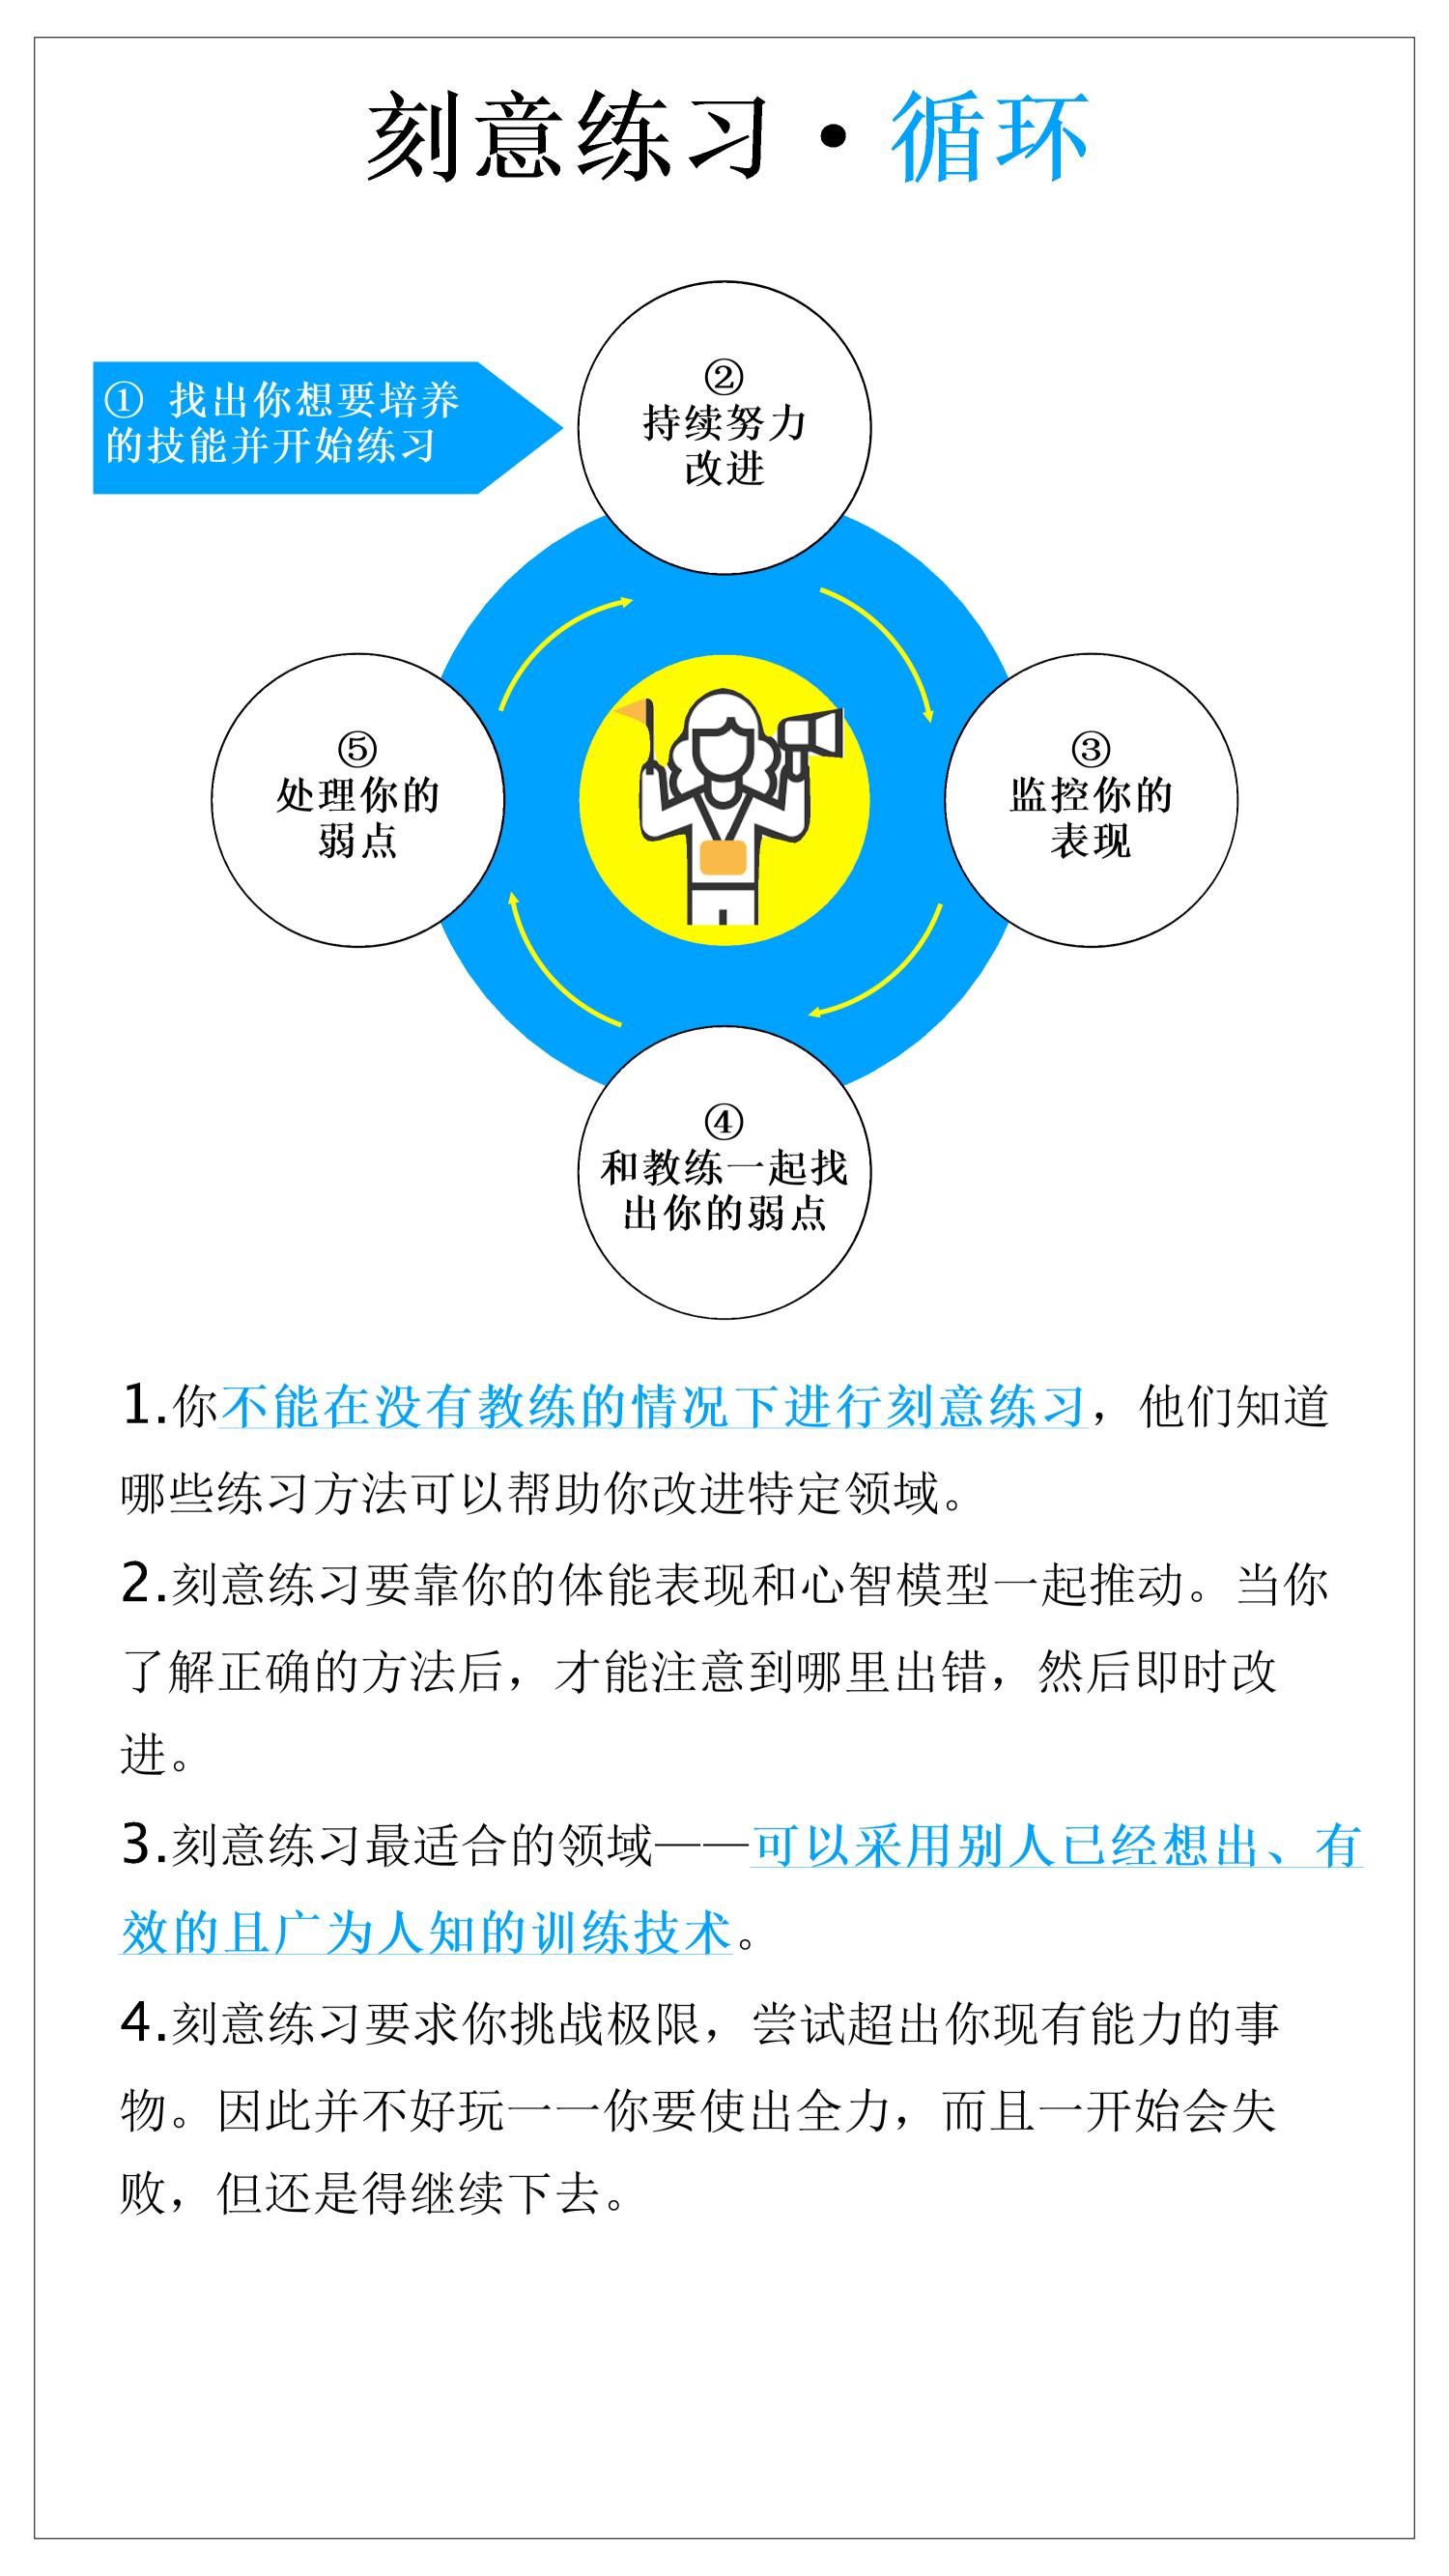 刻意练习·循环
① 找出你想要培养
的技能并开始练习
②
持续努力
改进
③
监控你的
表现
④
和教练一起找
出你的弱点
⑤
处理你的
弱点
1.你不能在没有教练的情况下进行刻意练习，他们知道
哪些练习方法可以帮助你改进特定领域。
2.刻意练习要靠你的体能表现和心智模型一起推动。当你
了解正确的方法后，才能注意到哪里出错，然后即时改
进。
3.刻意练习最适合的领域——可以采用别人已经想出、有
效的且广为人知的训练技术。
4.刻意练习要求你挑战极限，尝试超出你现有能力的事
物。因此并不好玩一一你要使出全力，而且一开始会失
败，但还是得继续下去。